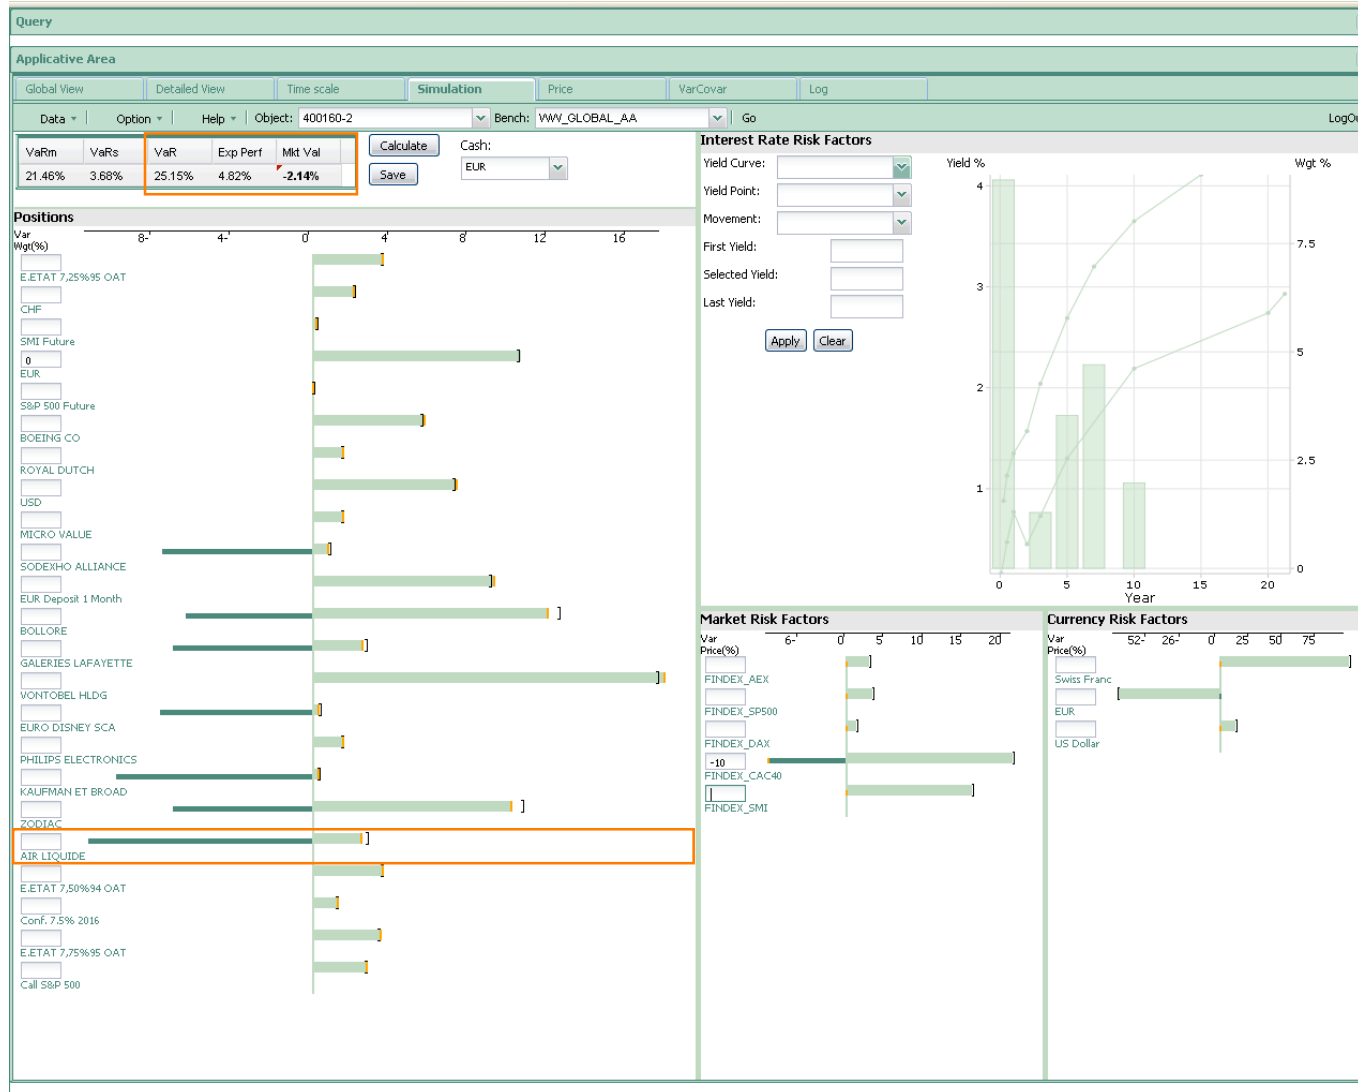 Query
Applicative Area
Global View Detailed View Time scale Simulation Price VarCovar Log
Data Option Help Object: 400160-2 Bench: VWV_GLOBAL_AA Go
VaRm VaRs VaR Exp Perf Mkt Val
21.46% 3.68% 25.15% 4.82% -2.14%
Calculate
Save
Cash:
EUR
Positions
Var
Wgt(%)
8- 4- 0 4 8 12 16
E.ETAT 7,25%95 OAT
CHF
SMI Future
0
EUR
S&P 500 Future
BOEING CO
ROYAL DUTCH
USD
MICRO VALUE
SODEXHO ALLIANCE
EUR Deposit 1 Month
BOLLORE
GALERIES LAFAYETTE
VONTOBEL HLDG
EURO DISNEY SCA
PHILIPS ELECTRONICS
KAUFMAN ET BROAD
ZODIAC
AIR LIQUIDE
E.ETAT 7,50%94 OAT
Conf. 7.5% 2016
E.ETAT 7,75%95 OAT
Call S&P 500
Interest Rate Risk Factors
Yield Curve:
Yield Point:
Movement:
First Yield:
Selected Yield:
Last Yield:
Apply Clear
Yield % Wgt %
4
3
2
1
7.5
5
2.5
0
0 5 10 15 20
Year
Market Risk Factors
Var
Price(%)
6- 0 5 10 15 20
FINDEX_AEX
FINDEX_SP500
FINDEX_DAX
-10
FINDEX_CAC40
FINDEX_SMI
Currency Risk Factors
Var
Price(%)
52- 26- 0 25 50 75
Swiss Franc
EUR
US Dollar